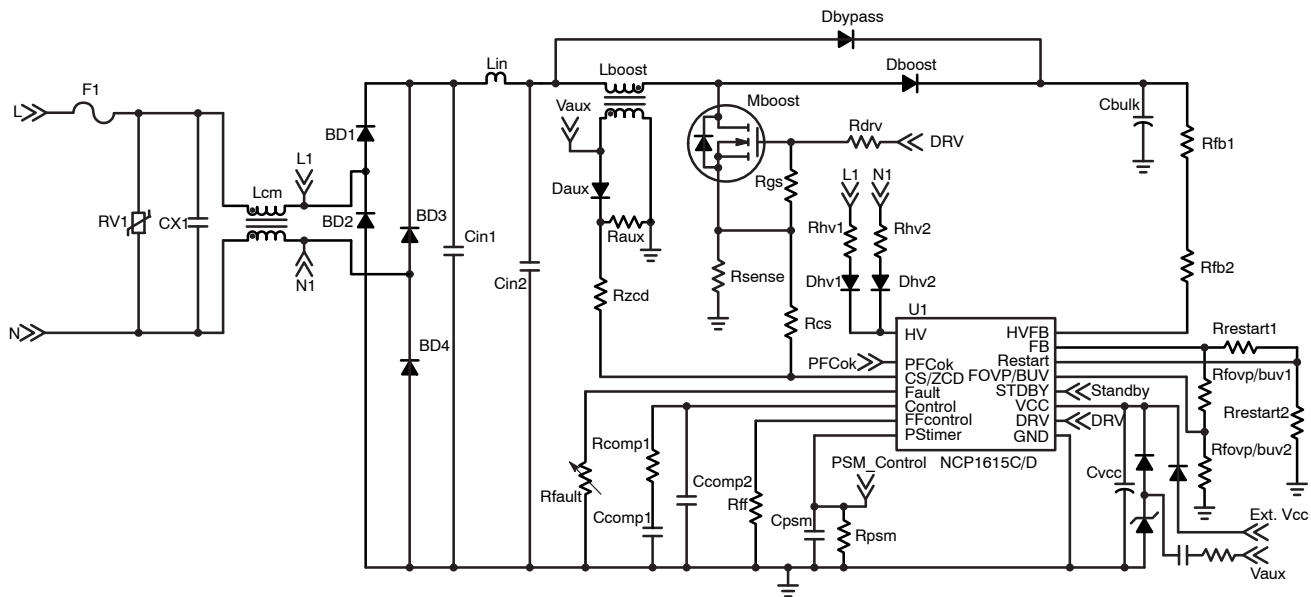 Dbypass
Lin
Lboost
Dboost
F1
L
Vaux
Mboost
Cbulk
BD1
Rdrv
DRV
Rfb1
L1
Lcm
Rgs
L1 N1
Daux
RV1
CX1
BD2
BD3
Cin1
Raux
Rhv1
Rhv2
Cin2
Rsense
Rfb2
N1
Rzcd
Dhv1
Dhv2
U1
Rcs
N
HV
HVFB
FB
Restart
FOVP/BUV
STDBY
VCC
DRV
GND
Rrestart1
BD4
PFCok
PFCok
CS/ZCD
Fault
Control
FFcontrol
PStimer
Standby
DRV
Rfovp/buv1
Rrestart2
Rfovp/buv2
Rcomp1
PSM_Control
NCP1615C/D
Ccomp2
Cvcc
Rfault
Rff
Ccomp1
Cpsm
Rpsm
Ext. Vcc
Vaux